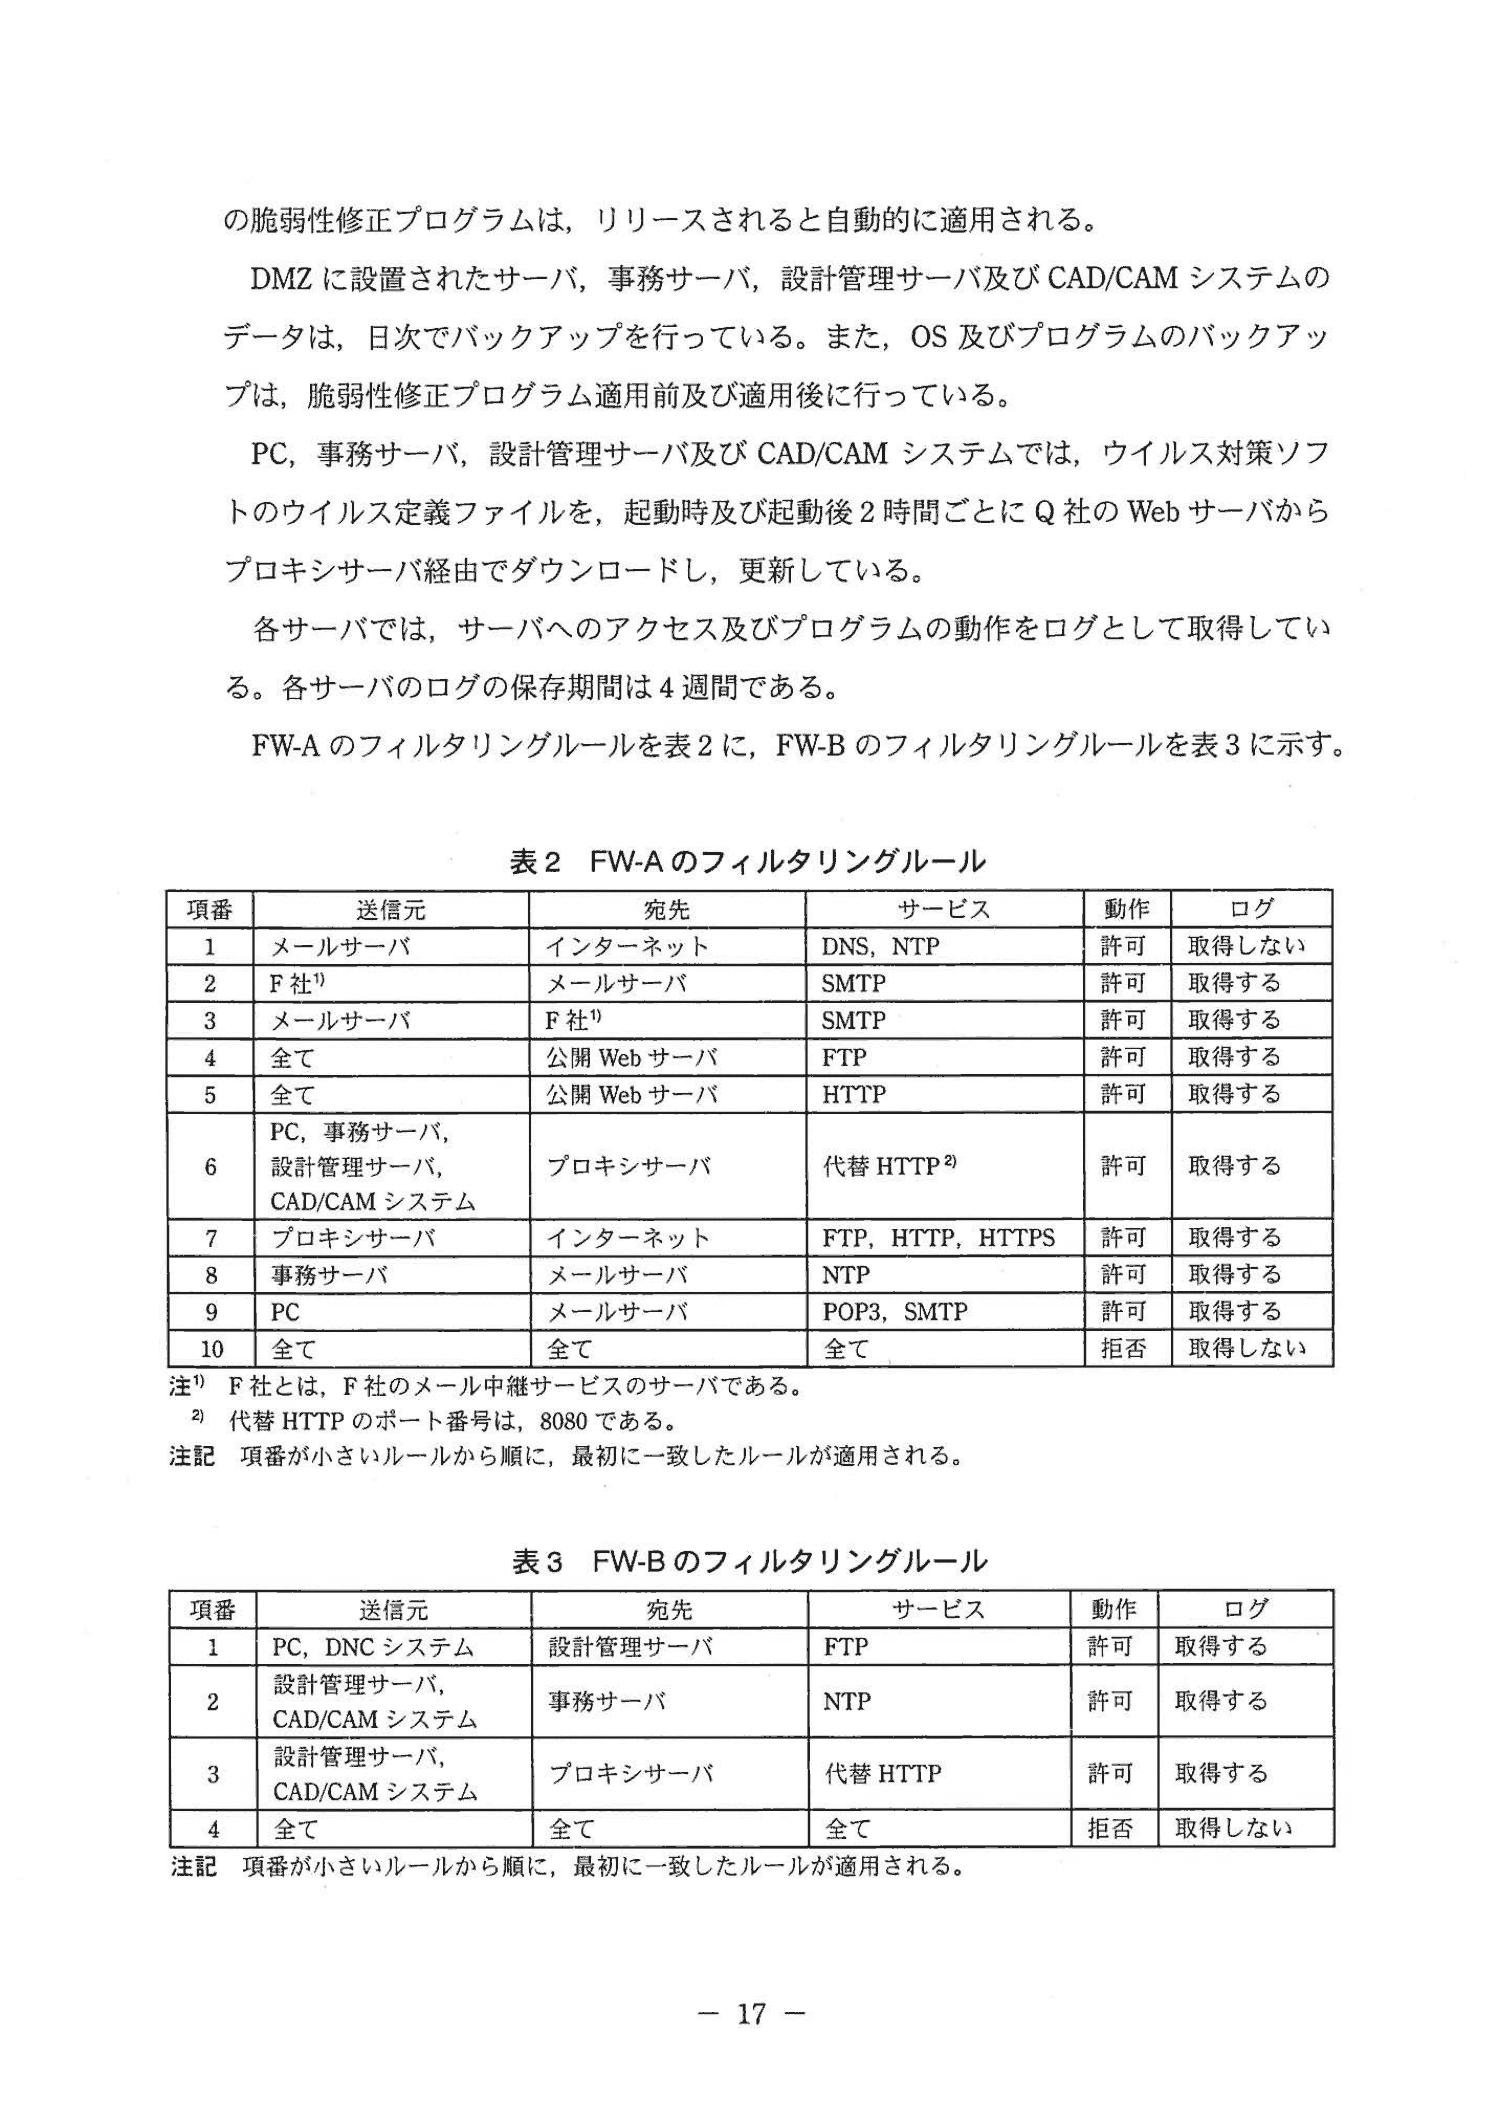 の脆弱性修正プログラムは，リリースされると自動的に適用される。
DMZ に設置されたサーバ，事務サーバ，設計管理サーバ及び CAD/CAM システムの
データは，日次でバックアップを行っている。また，OS 及びプログラムのバックアッ
プは，脆弱性修正プログラム適用前及び適用後に行っている。
PC，事務サーバ，設計管理サーバ及び CAD/CAM システムでは，ウイルス対策ソフ
トのウイルス定義ファイルを，起動時及び起動後 2 時間ごとに Q 社の Web サーバから
プロキシサーバ経由でダウンロードし，更新している。
各サーバでは，サーバへのアクセス及びプログラムの動作をログとして取得してい
る。各サーバのログの保存期間は 4 週間である。
FW-A のフィルタリングルールを表 2 に，FW-B のフィルタリングルールを表 3 に示す。
表 2 FW-A のフィルタリングルール
項番 送信元 宛先 サービス 動作 ログ
1 メールサーバ インターネット DNS，NTP 許可 取得しない
2 F 社1) メールサーバ SMTP 許可 取得する
3 メールサーバ F 社1) SMTP 許可 取得する
4 全て 公開 Web サーバ FTP 許可 取得する
5 全て 公開 Web サーバ HTTP 許可 取得する
PC，事務サーバ，
6 設計管理サーバ， プロキシサーバ 代替 HTTP2) 許可 取得する
CAD/CAM システム
7 プロキシサーバ インターネット FTP，HTTP，HTTPS 許可 取得する
8 事務サーバ メールサーバ NTP 許可 取得する
9 PC メールサーバ POP3，SMTP 許可 取得する
10 全て 全て 全て 拒否 取得しない
注1) F 社とは，F 社のメール中継サービスのサーバである。
2) 代替 HTTP のポート番号は，8080 である。
注記 項番が小さいルールから順に，最初に一致したルールが適用される。
表 3 FW-B のフィルタリングルール
項番 送信元 宛先 サービス 動作 ログ
1 PC，DNC システム 設計管理サーバ FTP 許可 取得する
2 設計管理サーバ， 事務サーバ NTP 許可 取得する
CAD/CAM システム
3 設計管理サーバ， プロキシサーバ 代替 HTTP 許可 取得する
CAD/CAM システム
4 全て 全て 全て 拒否 取得しない
注記 項番が小さいルールから順に，最初に一致したルールが適用される。
－ 17 －